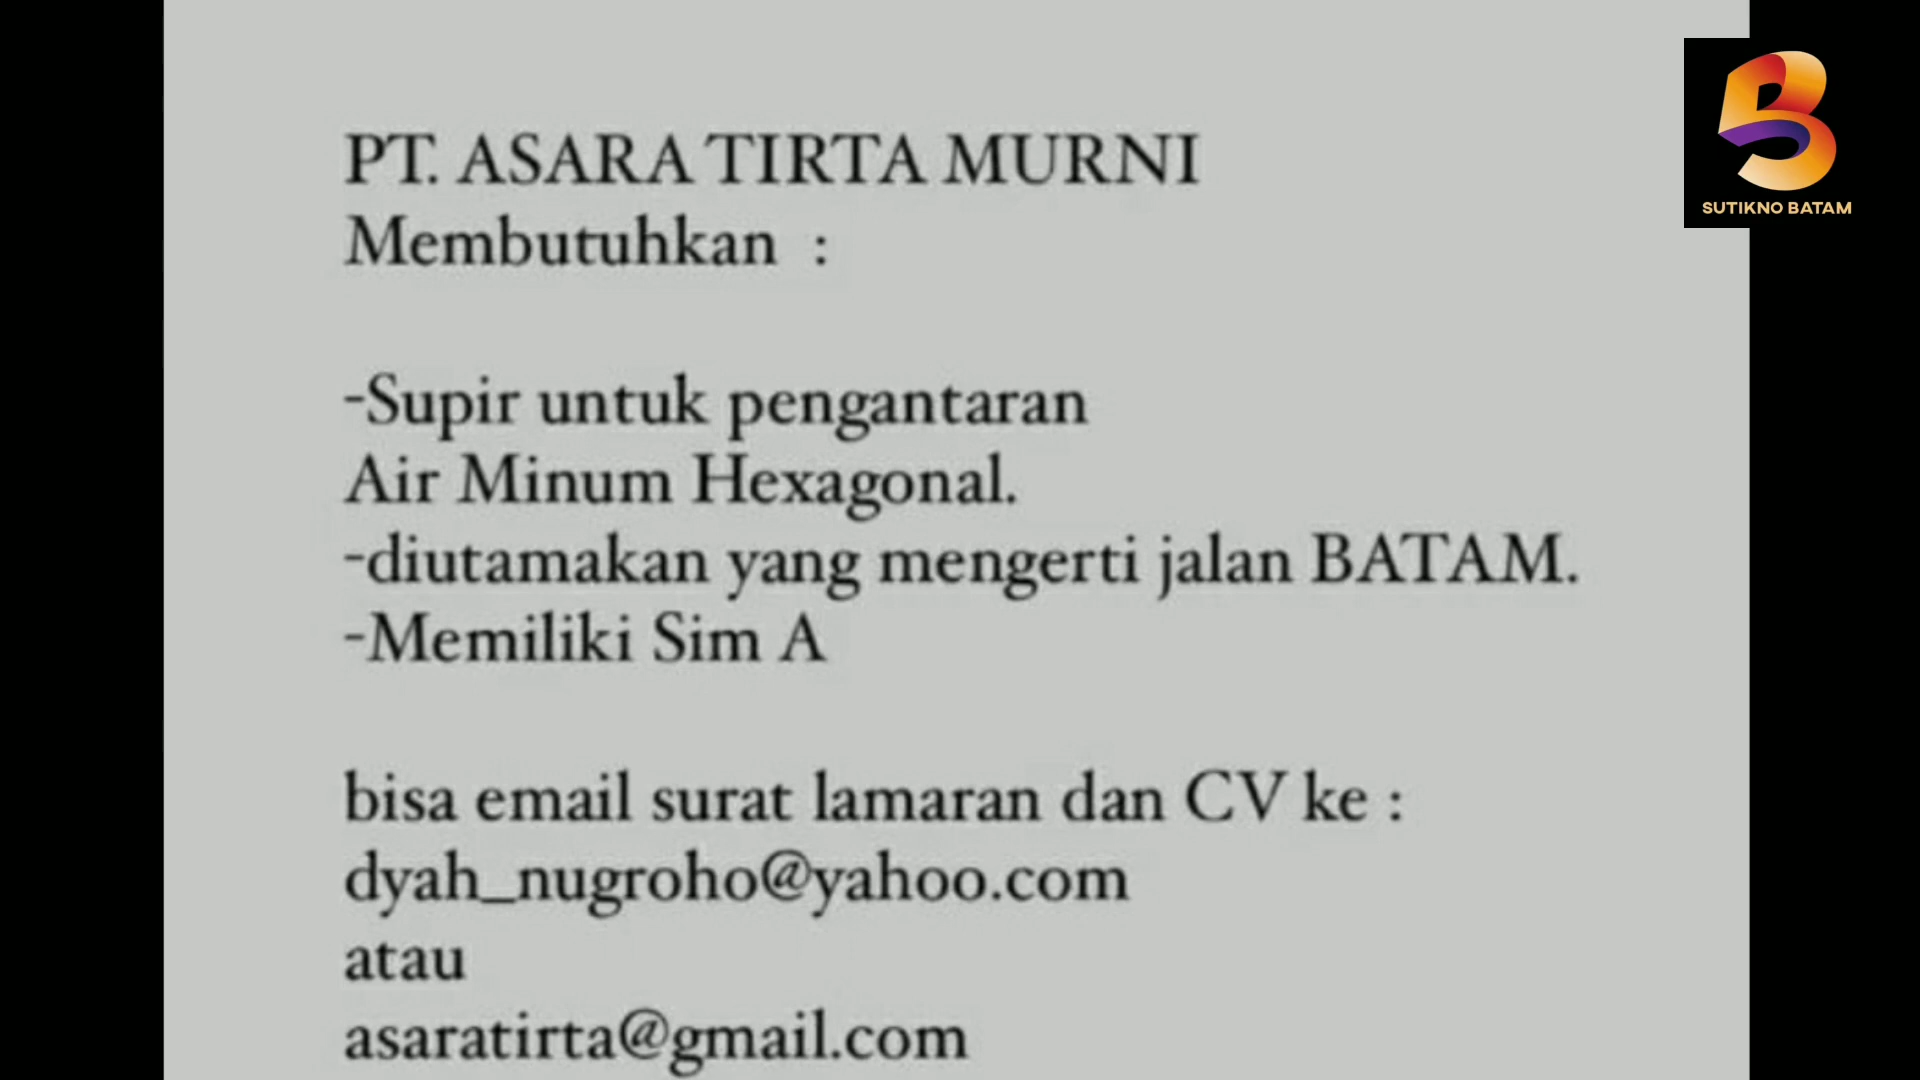 PT. ASARA TIRTA MURNI
Membutuhkan :
-Supir untuk pengantaran
Air Minum Hexagonal.
-diutamakan yang mengerti jalan BATAM.
-Memiliki Sim A
bisa email surat lamaran dan CV ke :
dyah_nugroho@yahoo.com
atau
asaratirta@gmail.com
SUTIKNO BATAM